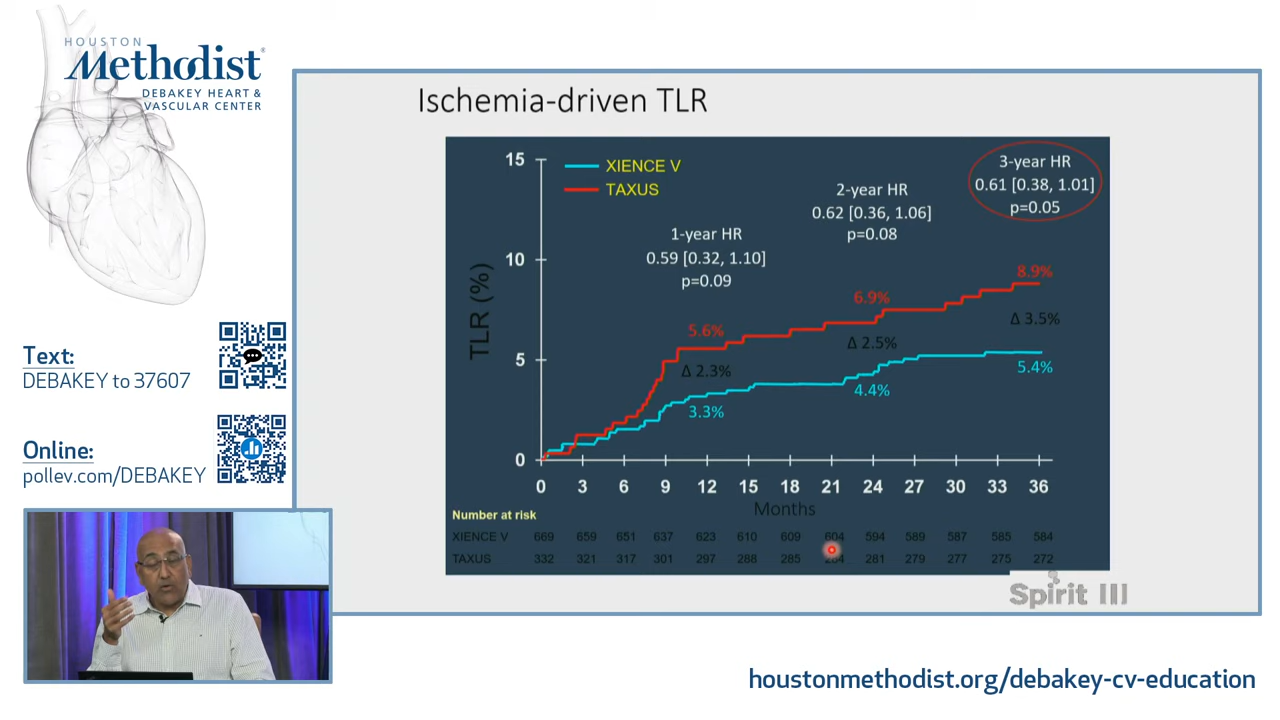 HOUSTON
Methodist®
DEBAKEY HEART &
VASCULAR CENTER
Text:
DEBAKEY to 37607
Online:
pollev.com/DEBAKEY
Ischemia-driven TLR
XIENCE V
TAXUS
1-year HR
0.59 [0.32, 1.10]
p=0.09
2-year HR
0.62 [0.36, 1.06]
p=0.08
3-year HR
0.61 [0.38, 1.01]
p=0.05
TLR (%)
15
10
5
0
5.6%
6.9%
8.9%
Δ 2.3%
Δ 2.5%
Δ 3.5%
3.3%
4.4%
5.4%
0 3 6 9 12 15 18 21 24 27 30 33 36
Months
Number at risk
XIENCE V 669 659 651 637 623 610 609 604 594 589 587 585 584
TAXUS 332 321 317 301 297 288 285 284 281 279 277 275 272
Spirit III
houstonmethodist.org/debakey-cv-education